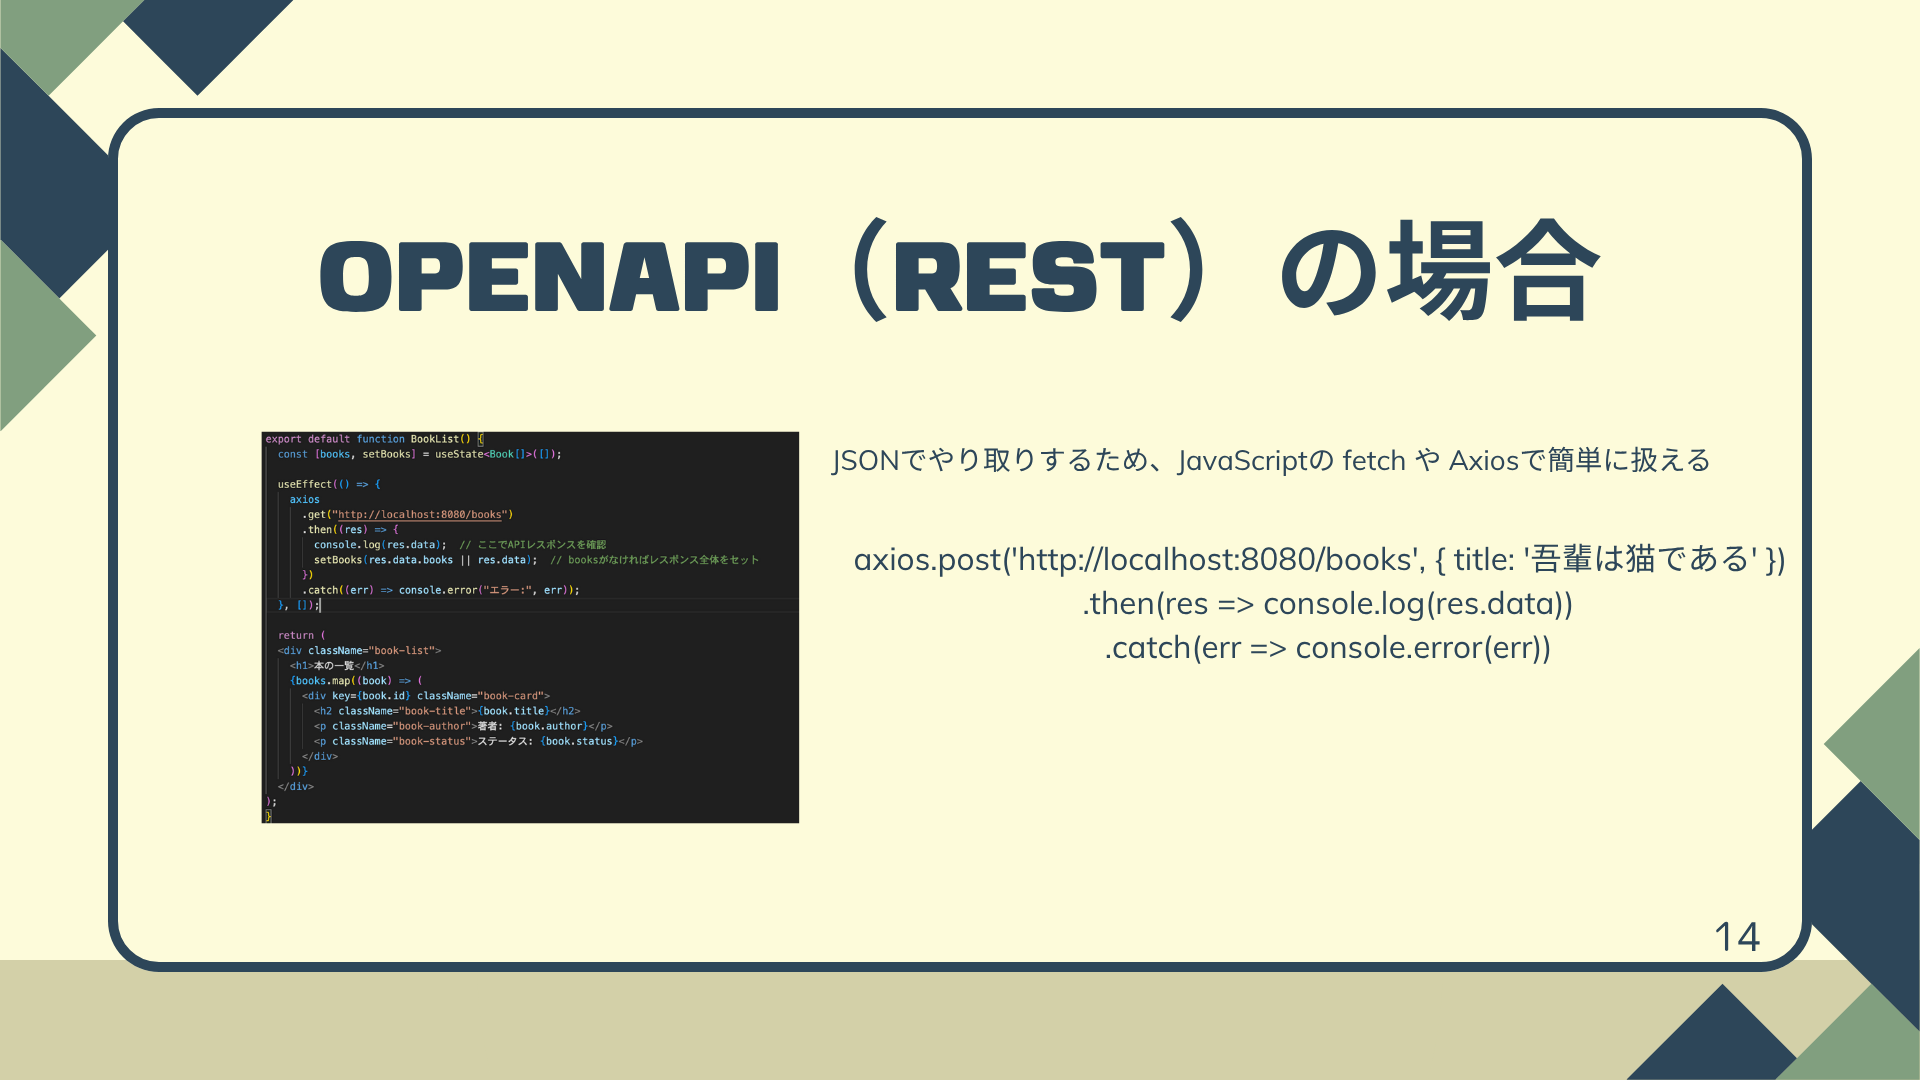 OPENAPI（REST）の場合
export default function BookList() {
const [books, setBooks] = useState<Book[]>([]);
useEffect(() => {
axios
.get("http://localhost:8080/books")
.then((res) => {
console.log(res.data); // ここでAPIレスポンスを確認
setBooks(res.data.books || res.data); // booksがなければレスポンス全体をセット
})
.catch((err) => console.error("エラー:", err));
}, []);
return (
<div className="book-list">
<h1>本の一覧</h1>
{books.map((book) => (
<div key={book.id} className="book-card">
<h2 className="book-title">{book.title}</h2>
<p className="book-author">著者: {book.author}</p>
<p className="book-status">ステータス: {book.status}</p>
</div>
))}
</div>
);
}
JSONでやり取りするため、JavaScriptの fetch や Axiosで簡単に扱える
axios.post('http://localhost:8080/books', { title: '吾輩は猫である' })
.then(res => console.log(res.data))
.catch(err => console.error(err))
14